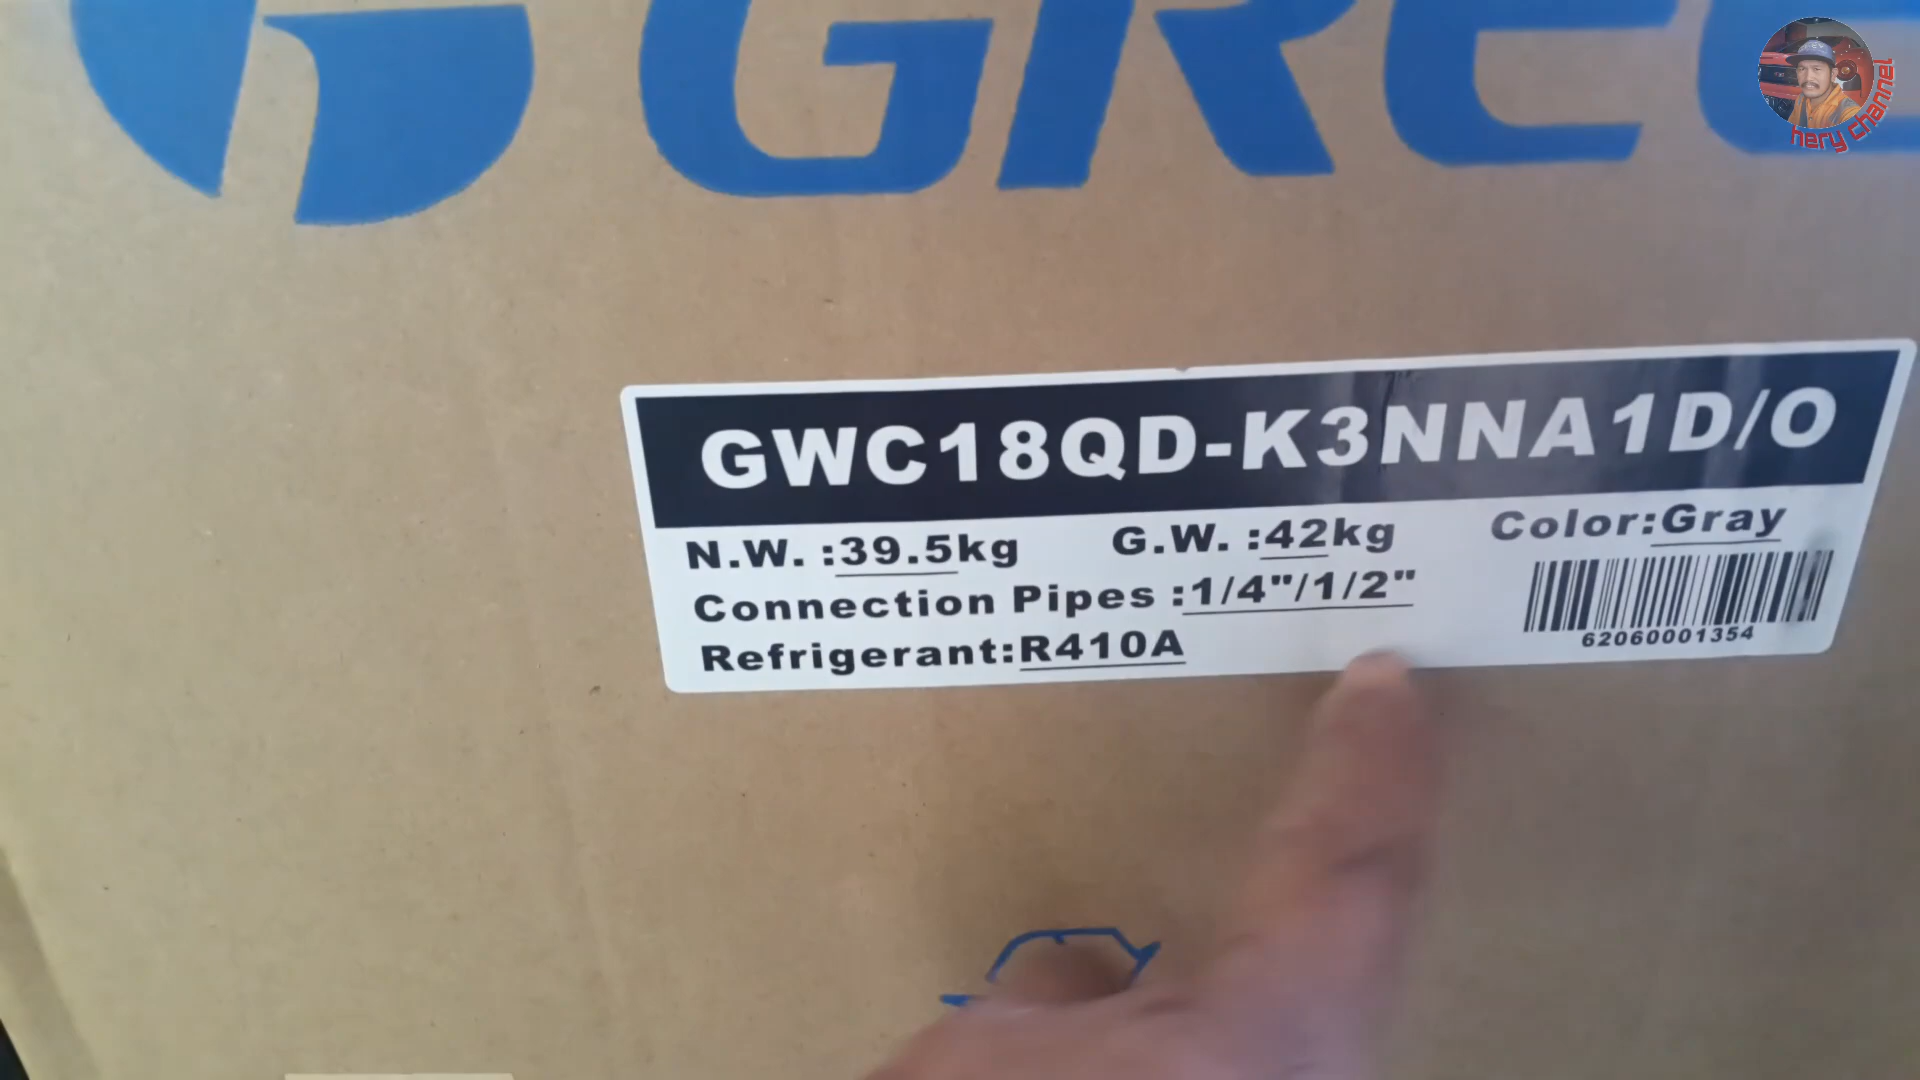 GREE
hery channel
GWC18QD-K3NNA1D/O
N.W. :39.5kg G.W. :42kg Color:Gray
Connection Pipes :1/4"/1/2"
Refrigerant:R410A
62060001354